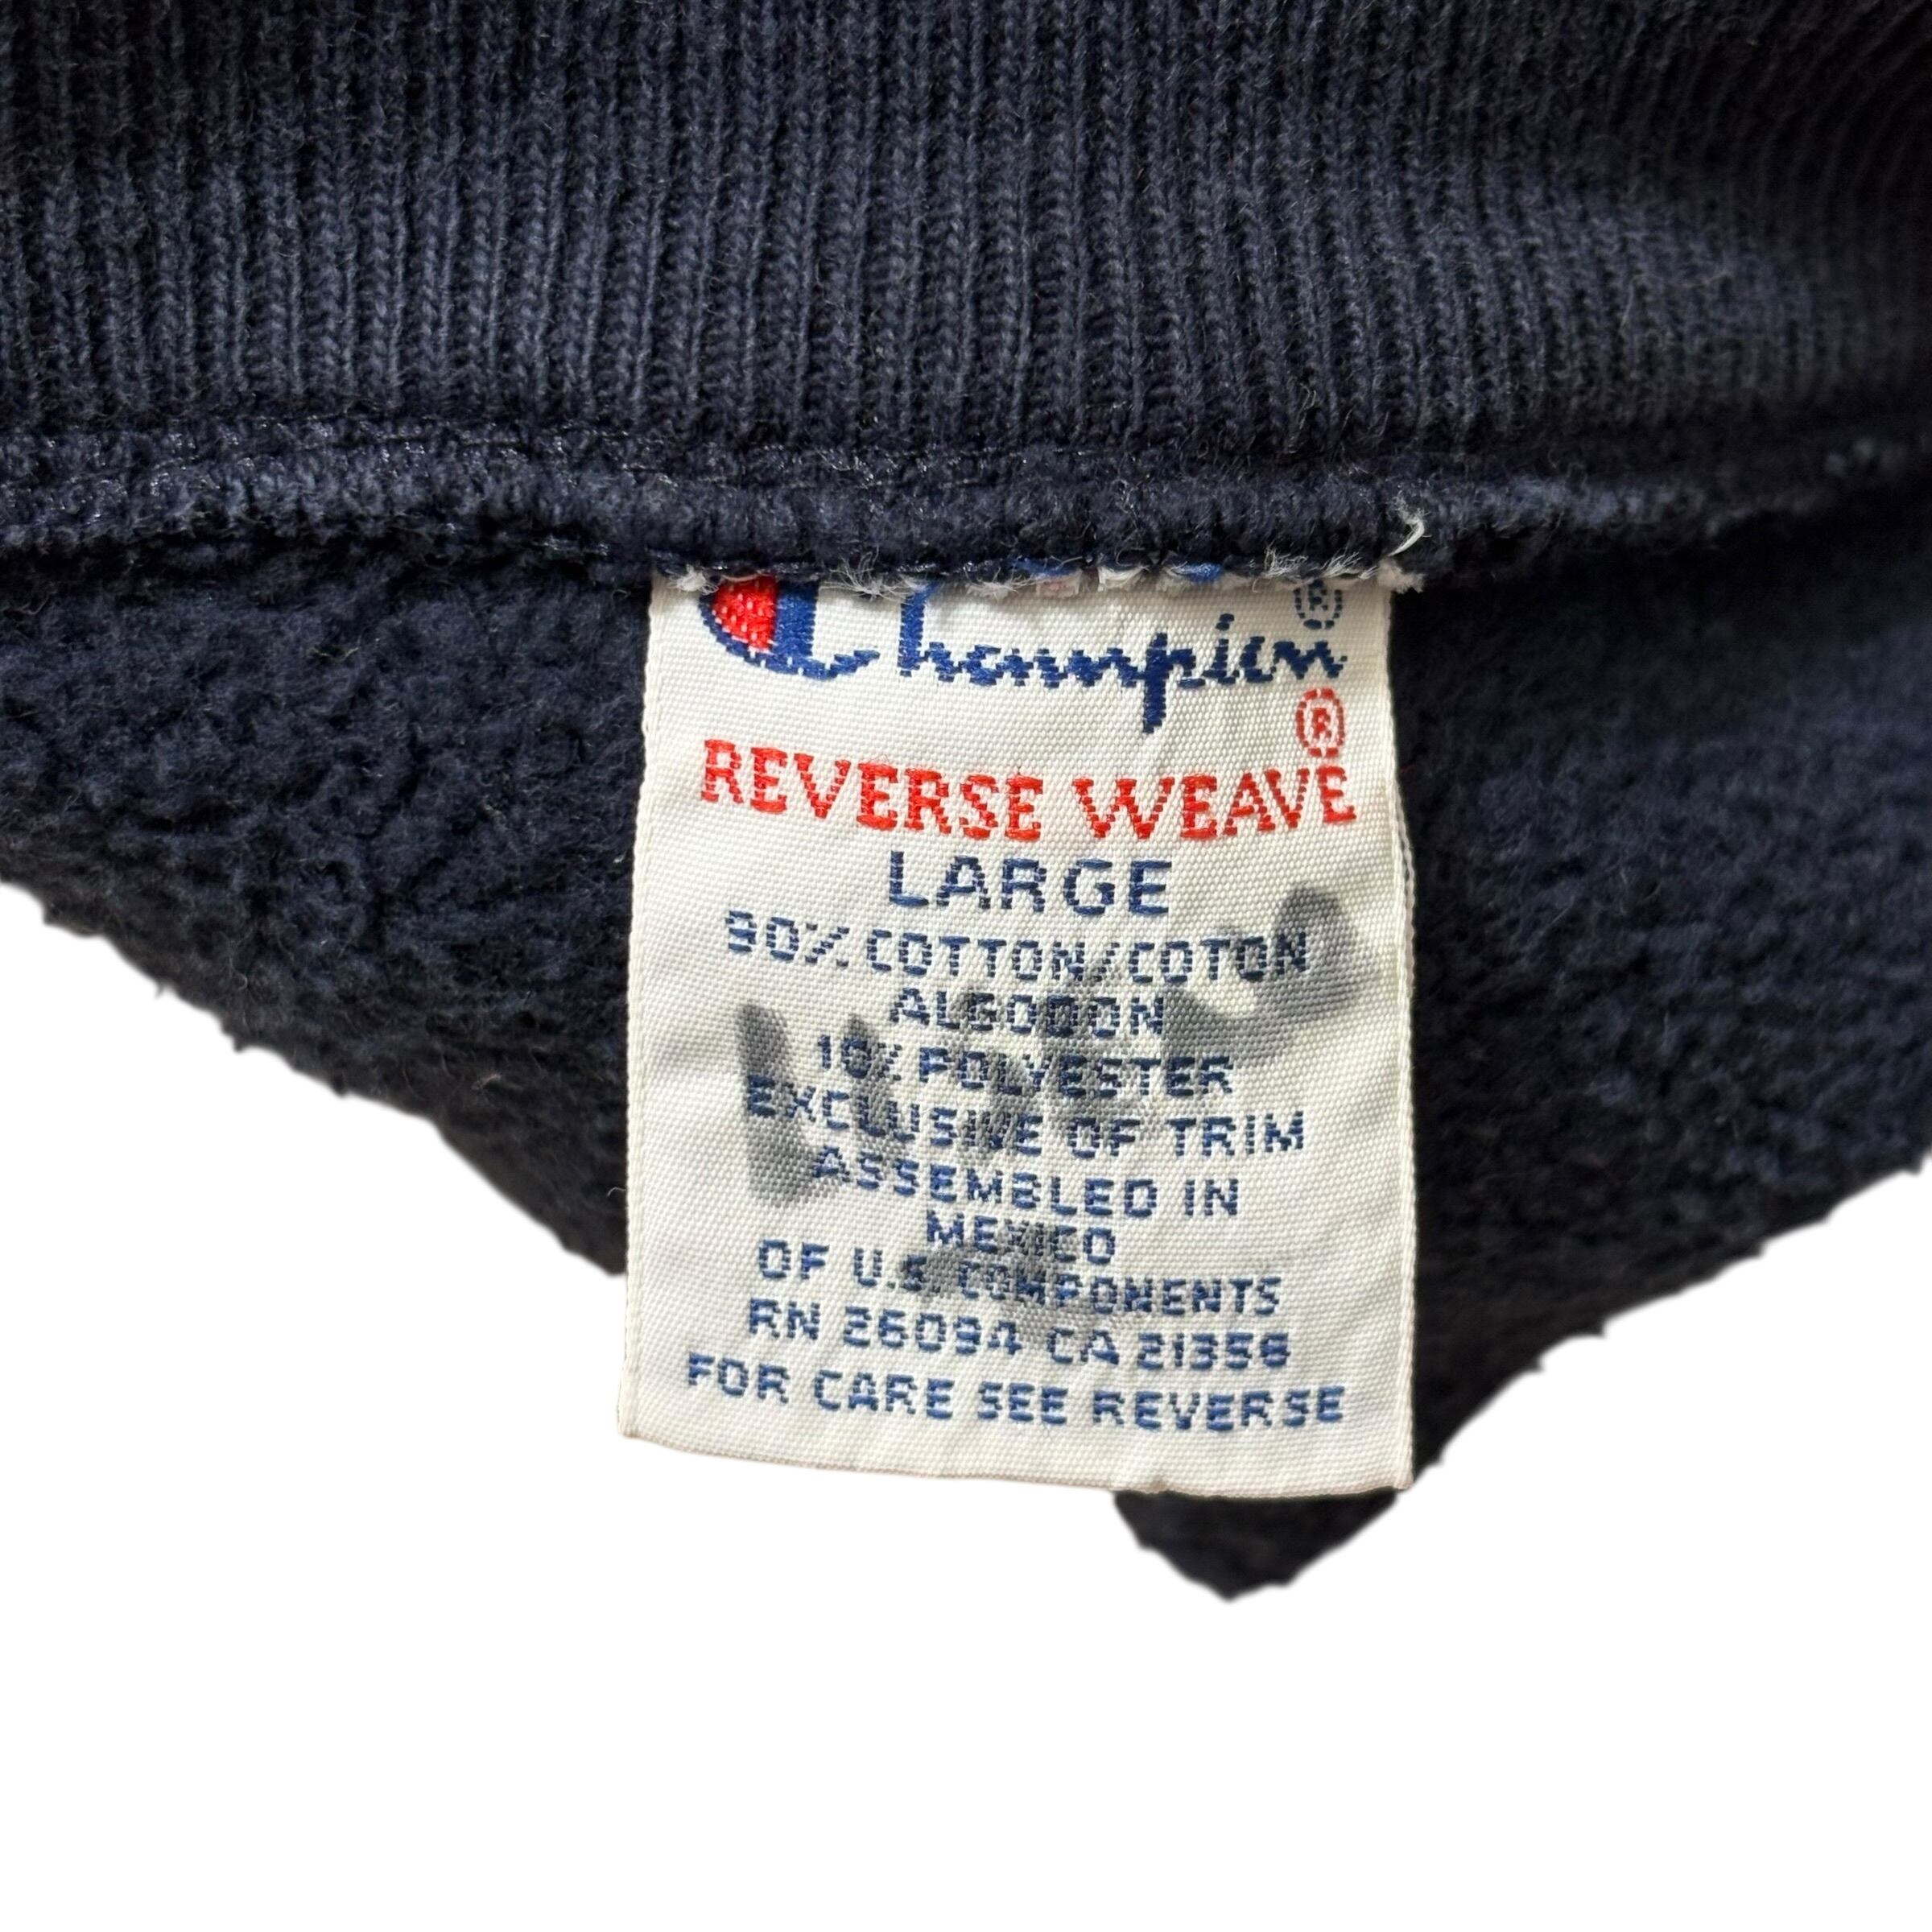 Champion ®
®
REVERSE WEAVE
LARGE
90% COTTON/COTON
ALGODON
10% POLYESTER
EXCLUSIVE OF TRIM
ASSEMBLED IN
MEXICO
OF U.S. COMPONENTS
RN 26094 CA 21356
FOR CARE SEE REVERSE